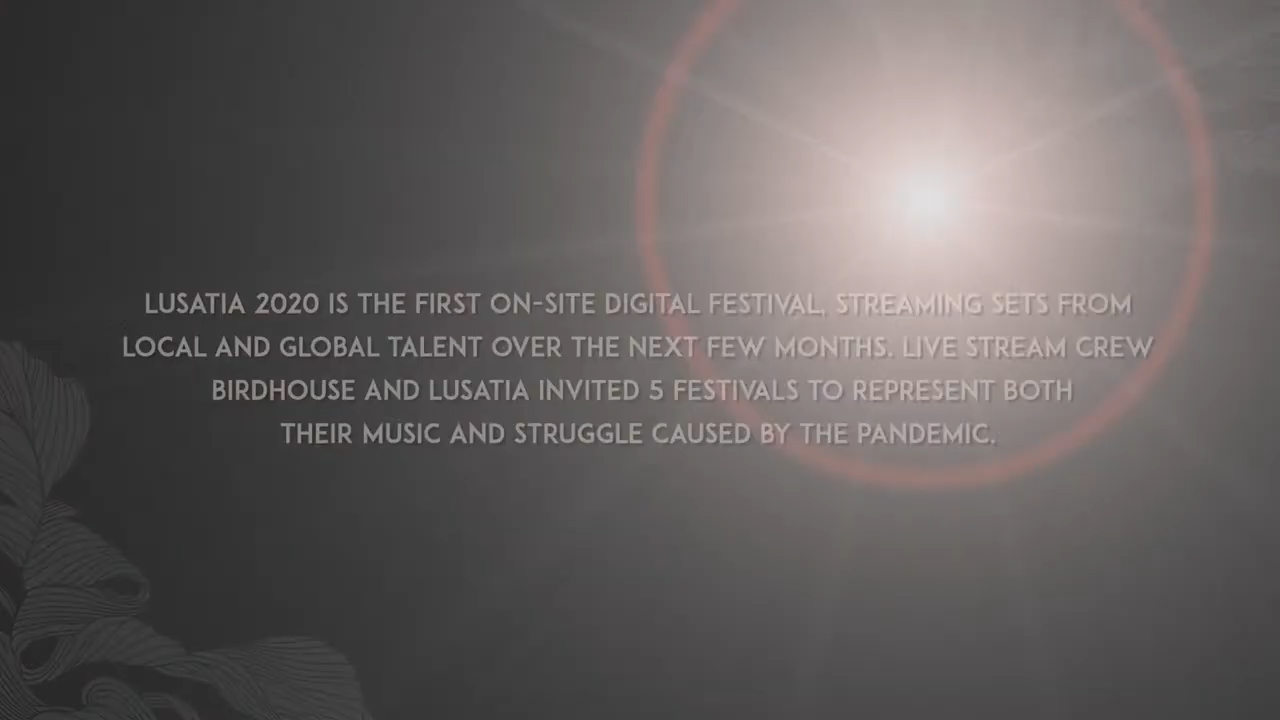 LUSATIA 2020 IS THE FIRST ON-SITE DIGITAL FESTIVAL, STREAMING SETS FROM
LOCAL AND GLOBAL TALENT OVER THE NEXT FEW MONTHS. LIVE STREAM CREW
BIRDHOUSE AND LUSATIA INVITED 5 FESTIVALS TO REPRESENT BOTH
THEIR MUSIC AND STRUGGLE CAUSED BY THE PANDEMIC.